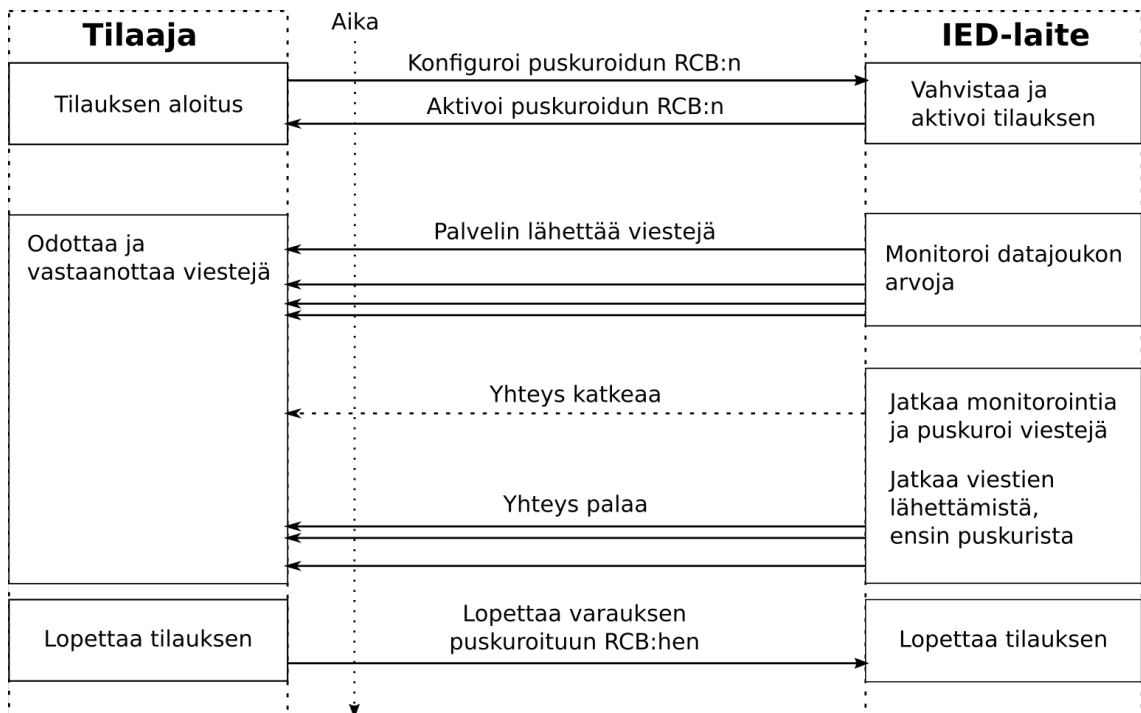 Tilaaja
Aika
IED-laite
Konfiguroi puskuroidun RCB:n
Tilauksen aloitus
Aktivoi puskuroidun RCB:n
Vahvistaa ja
aktivoi tilauksen
Odottaa ja
vastaanottaa viestejä
Palvelin lähettää viestejä
Monitoroi datajoukon
arvoja
Yhteys katkeaa
Jatkaa monitorointia
ja puskuroi viestejä
Yhteys palaa
Jatkaa viestien
lähettämistä,
ensin puskurista
Lopettaa tilauksen
Lopettaa varauksen
puskuroituun RCB:hen
Lopettaa tilauksen